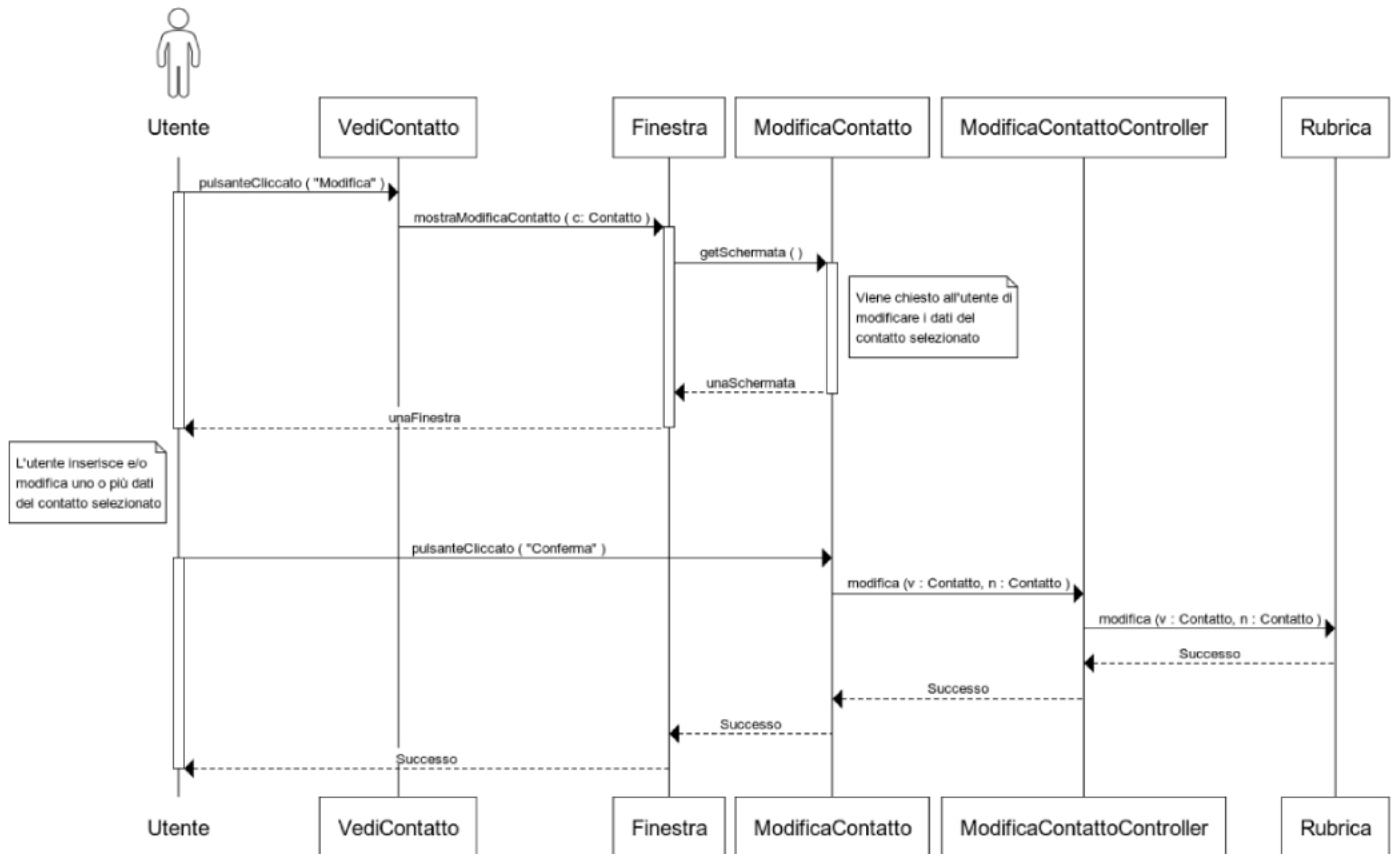 Utente
VediContatto
Finestra
ModificaContatto
ModificaContattoController
Rubrica
pulsanteCliccato ( "Modifica" )
mostraModificaContatto ( c: Contatto )
getSchermata ( )
Viene chiesto all'utente di
modificare i dati del
contatto selezionato
unaSchermata
unaFinestra
L'utente inserisce e/o
modifica uno o più dati
del contatto selezionato
pulsanteCliccato ( "Conferma" )
modifica (v : Contatto, n : Contatto )
modifica (v : Contatto, n : Contatto )
Successo
Successo
Successo
Successo
Utente
VediContatto
Finestra
ModificaContatto
ModificaContattoController
Rubrica